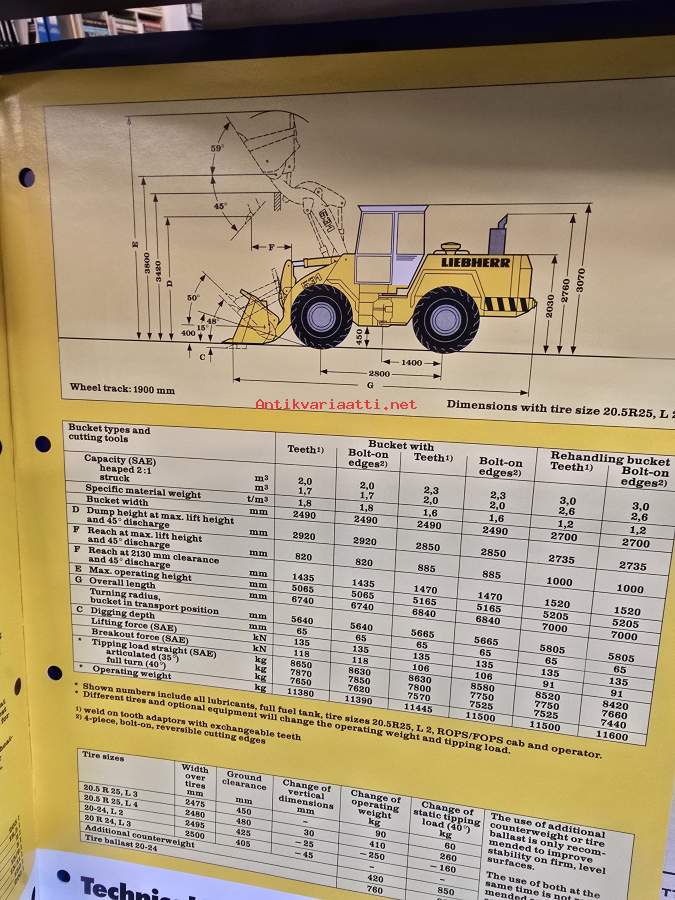 59°
45°
F
E
3800
3420
D
531
531
LIEBHERR
50°
48°
15°
400
C
450
1400
2800
G
2030
2760
3070
Wheel track: 1900 mm
Antikvariaatti.net
Dimensions with tire size 20.5R25, L 2
Bucket types and cutting tools
Bucket with
Rehandling bucket
Teeth1) Bolt-on edges2) Teeth1) Bolt-on edges2) Teeth1) Bolt-on edges2)
Capacity (SAE)
heaped 2:1 m³ 2,0 2,0 2,3 2,3 3,0 3,0
struck m³ 1,7 1,7 2,0 2,0 2,6 2,6
Specific material weight t/m³ 1,8 1,8 1,6 1,6 1,2 1,2
Bucket width mm 2490 2490 2490 2490 2700 2700
D Dump height at max. lift height
and 45° discharge mm 2920 2920 2850 2850 2735 2735
F Reach at max. lift height
and 45° discharge mm 820 820 885 885 1000 1000
F Reach at 2130 mm clearance
and 45° discharge mm 1435 1435 1470 1470 1520 1520
E Max. operating height mm 5065 5065 5165 5165 5205 5205
G Overall length mm 6740 6740 6840 6840 7000 7000
Turning radius,
bucket in transport position mm 5640 5640 5665 5665 5805 5805
C Digging depth mm 65 65 65 65 65 65
Lifting force (SAE) kN 135 135 135 135 135 135
Breakout force (SAE) kN 118 118 106 106 91 91
* Tipping load straight (SAE) kg 8650 8630 8630 8580 8520 8420
articulated (35°) kg 7870 7850 7800 7750 7750 7660
full turn (40°) kg 7650 7620 7570 7525 7525 7440
* Operating weight kg 11380 11390 11445 11500 11500 11600
* Shown numbers include all lubricants, full fuel tank, tire sizes 20.5R25, L 2, ROPS/FOPS cab and operator.
* Different tires and optional equipment will change the operating weight and tipping load.
1) weld on tooth adaptors with exchangeable teeth
2) 4-piece, bolt-on, reversible cutting edges
Tire sizes
Width over tires mm
Ground clearance mm
Change of vertical dimensions mm
Change of operating weight kg
Change of static tipping load (40°) kg
20.5 R 25, L 3 2475 450 – 90 60
20.5 R 25, L 4 2480 480 30 410 260
20-24, L 2 2495 425 – 25 – 250 – 160
20 R 24, L 3 2500 405 – 45 – –
Additional counterweight 420 850
Tire ballast 20-24 760
The use of additional
counterweight or tire
ballast is only recom-
mended to improve
stability on firm, level
surfaces.
The use of both at the
same time is not